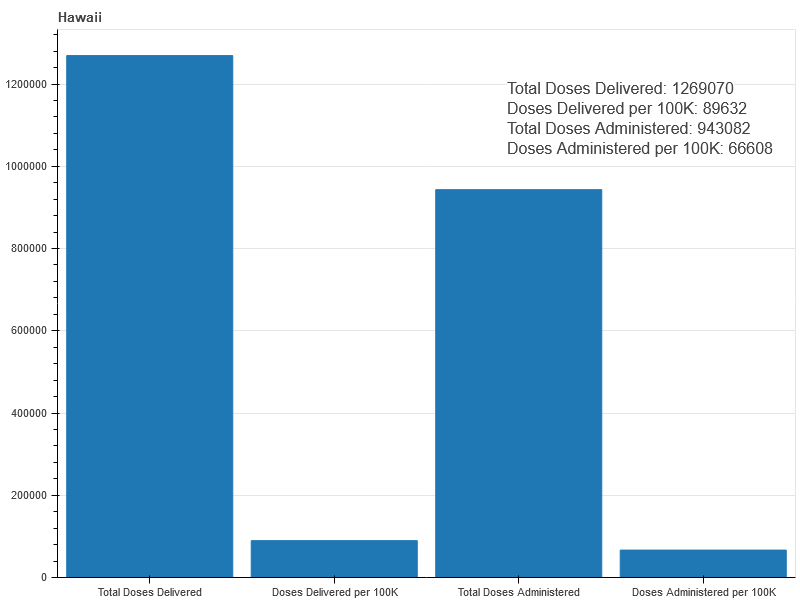 Hawaii
1200000
1000000
800000
600000
400000
200000
0
Total Doses Delivered: 1269070
Doses Delivered per 100K: 89632
Total Doses Administered: 943082
Doses Administered per 100K: 66608
Total Doses Delivered
Doses Delivered per 100K
Total Doses Administered
Doses Administered per 100K